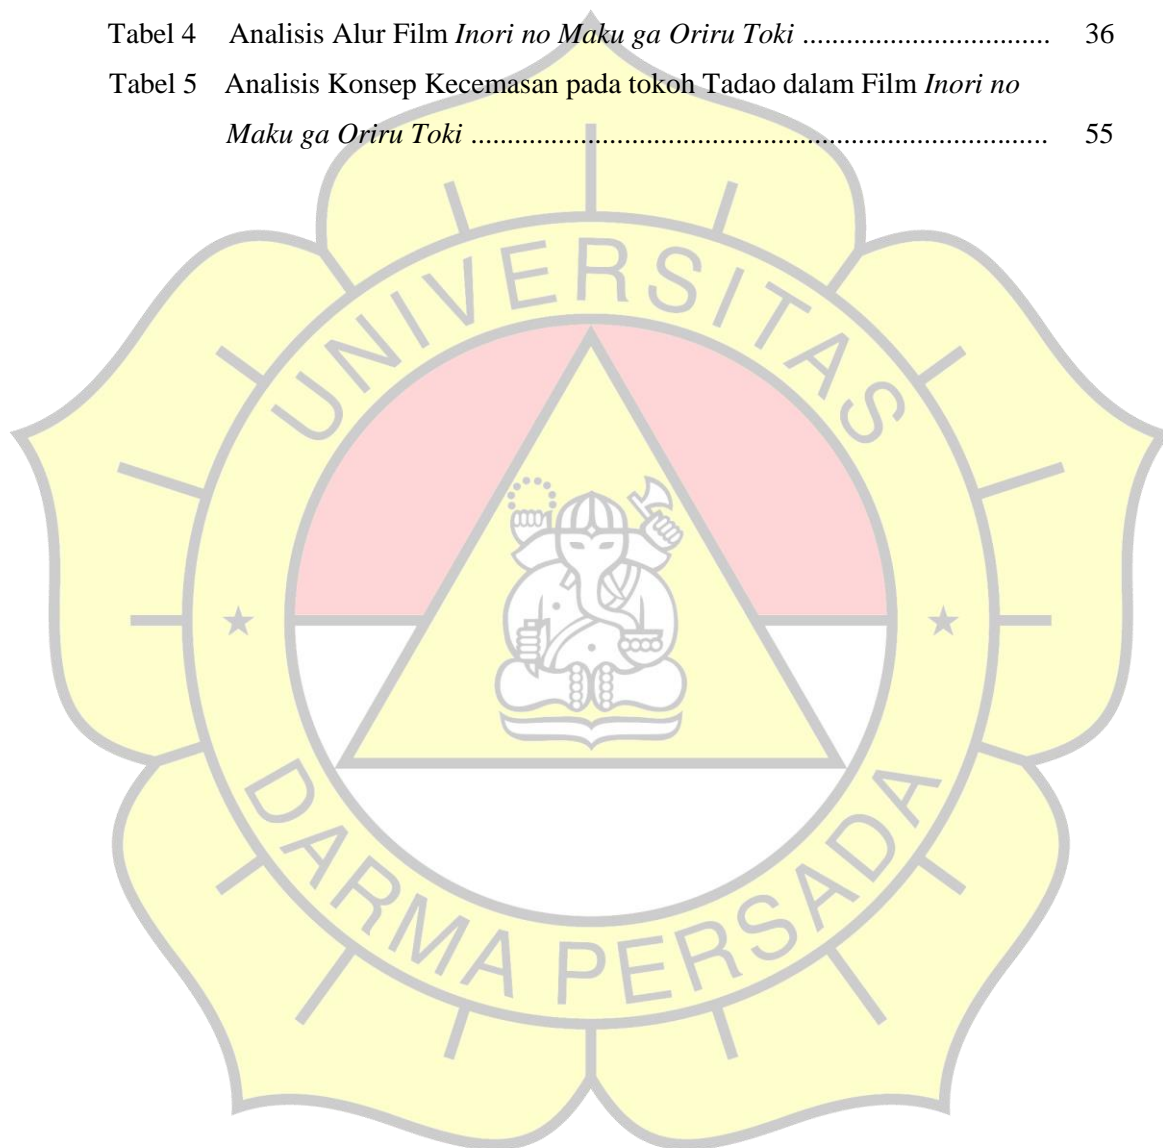 Tabel 4 Analisis Alur Film Inori no Maku ga Oriru Toki ................................ 36
Tabel 5 Analisis Konsep Kecemasan pada tokoh Tadao dalam Film Inori no
Maku ga Oriru Toki .......................................................................... 55
UNIVERSITAS
DARMA PERSADA